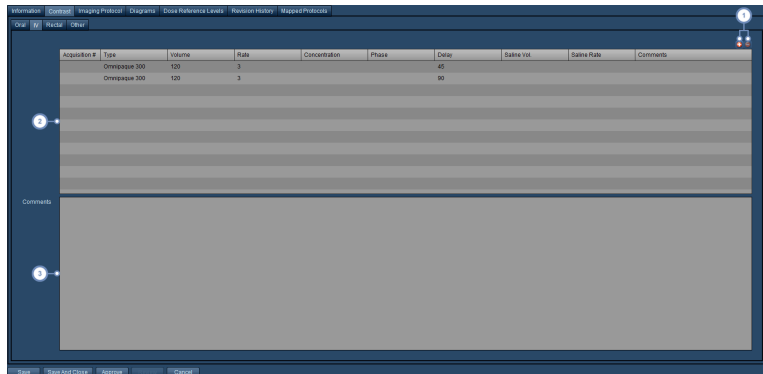 Information Contrast Imaging Protocol Diagrams Dose Reference Levels Revision History Mapped Protocols
1
Oral IV Rectal Other
Acquisition # Type Volume Rate Concentration Phase Delay Saline Vol. Saline Rate Comments
Omnipaque 300 120 3 45
Omnipaque 300 120 3 90
2
Comments
3
Save Save And Close Approve Cancel